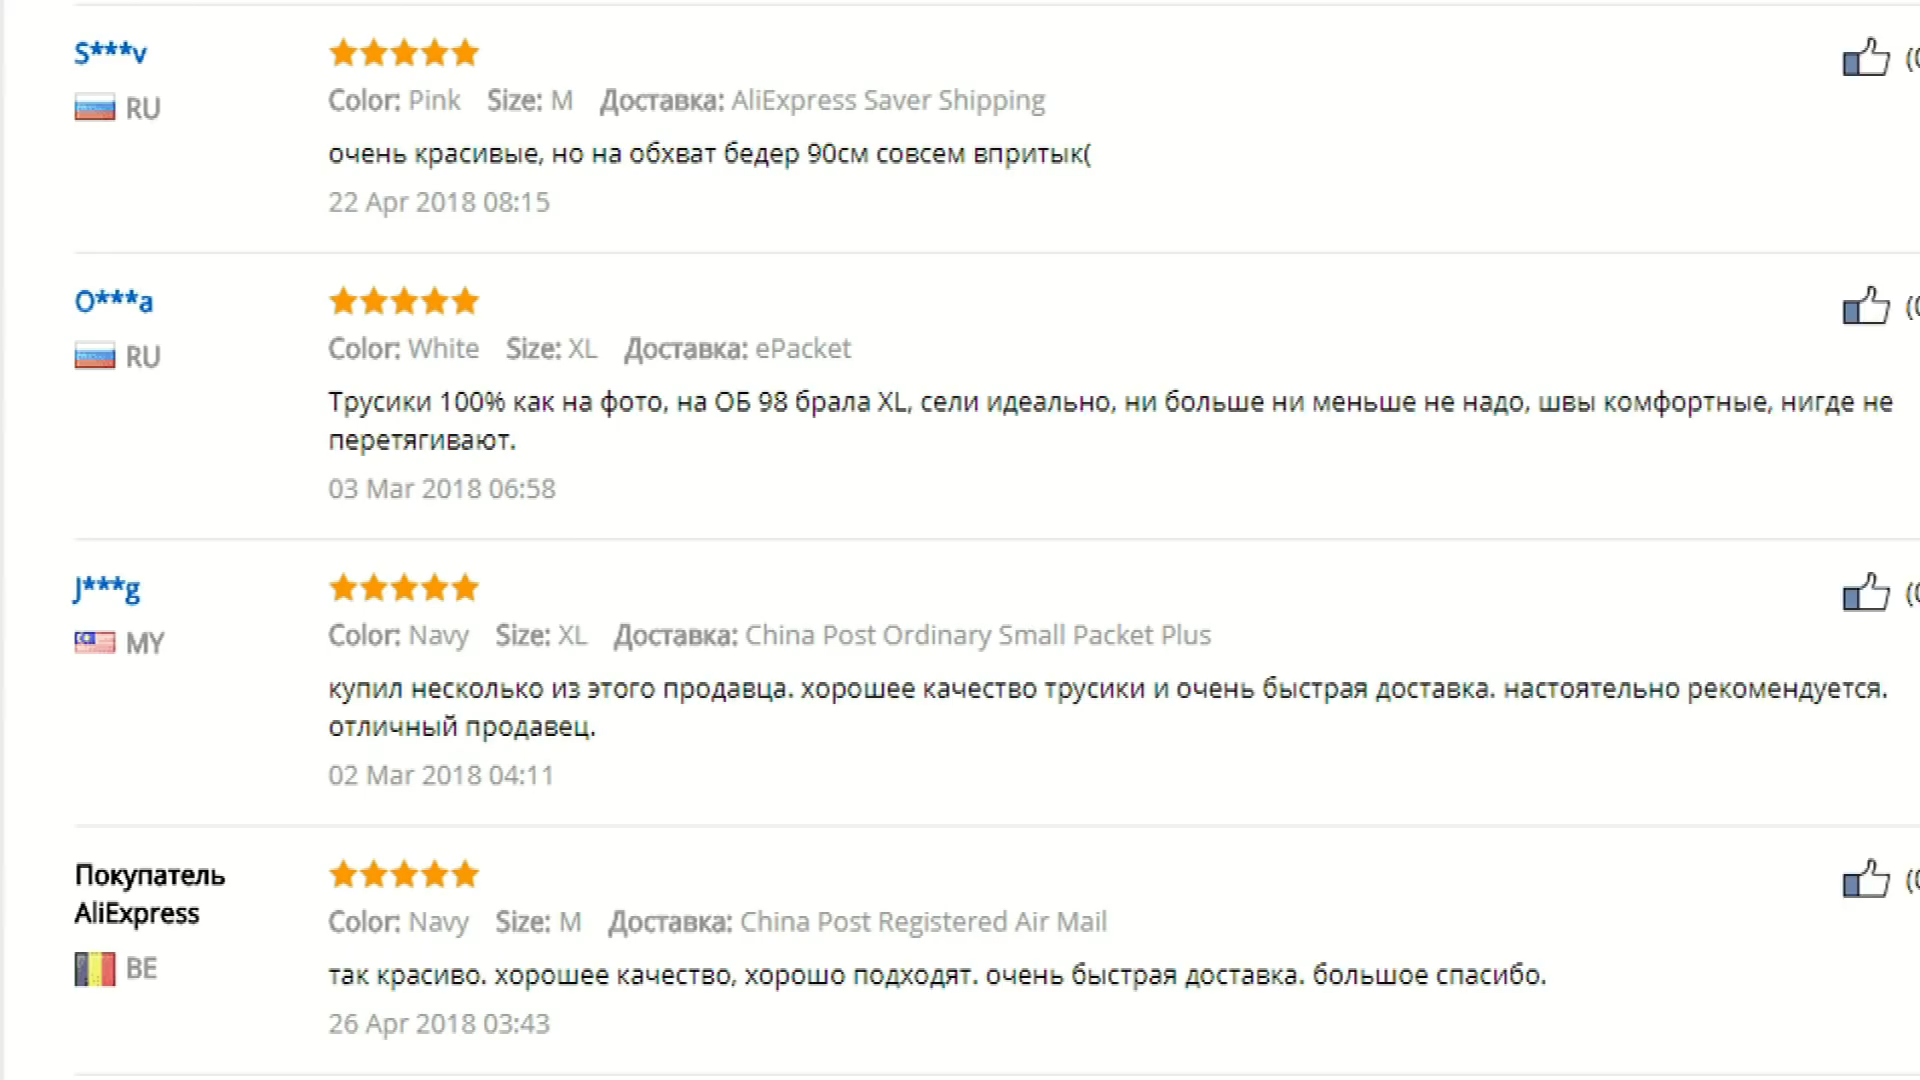 S***v
RU
Color: Pink Size: M Доставка: AliExpress Saver Shipping
очень красивые, но на обхват бедер 90см совсем впритык(
22 Apr 2018 08:15
(0
O***a
RU
Color: White Size: XL Доставка: ePacket
Трусики 100% как на фото, на ОБ 98 брала XL, сели идеально, ни больше ни меньше не надо, швы комфортные, нигде не
перетягивают.
03 Mar 2018 06:58
(0
J***g
MY
Color: Navy Size: XL Доставка: China Post Ordinary Small Packet Plus
купил несколько из этого продавца. хорошее качество трусики и очень быстрая доставка. настоятельно рекомендуется.
отличный продавец.
02 Mar 2018 04:11
(0
Покупатель
AliExpress
BE
Color: Navy Size: M Доставка: China Post Registered Air Mail
так красиво. хорошее качество, хорошо подходят. очень быстрая доставка. большое спасибо.
26 Apr 2018 03:43
(0